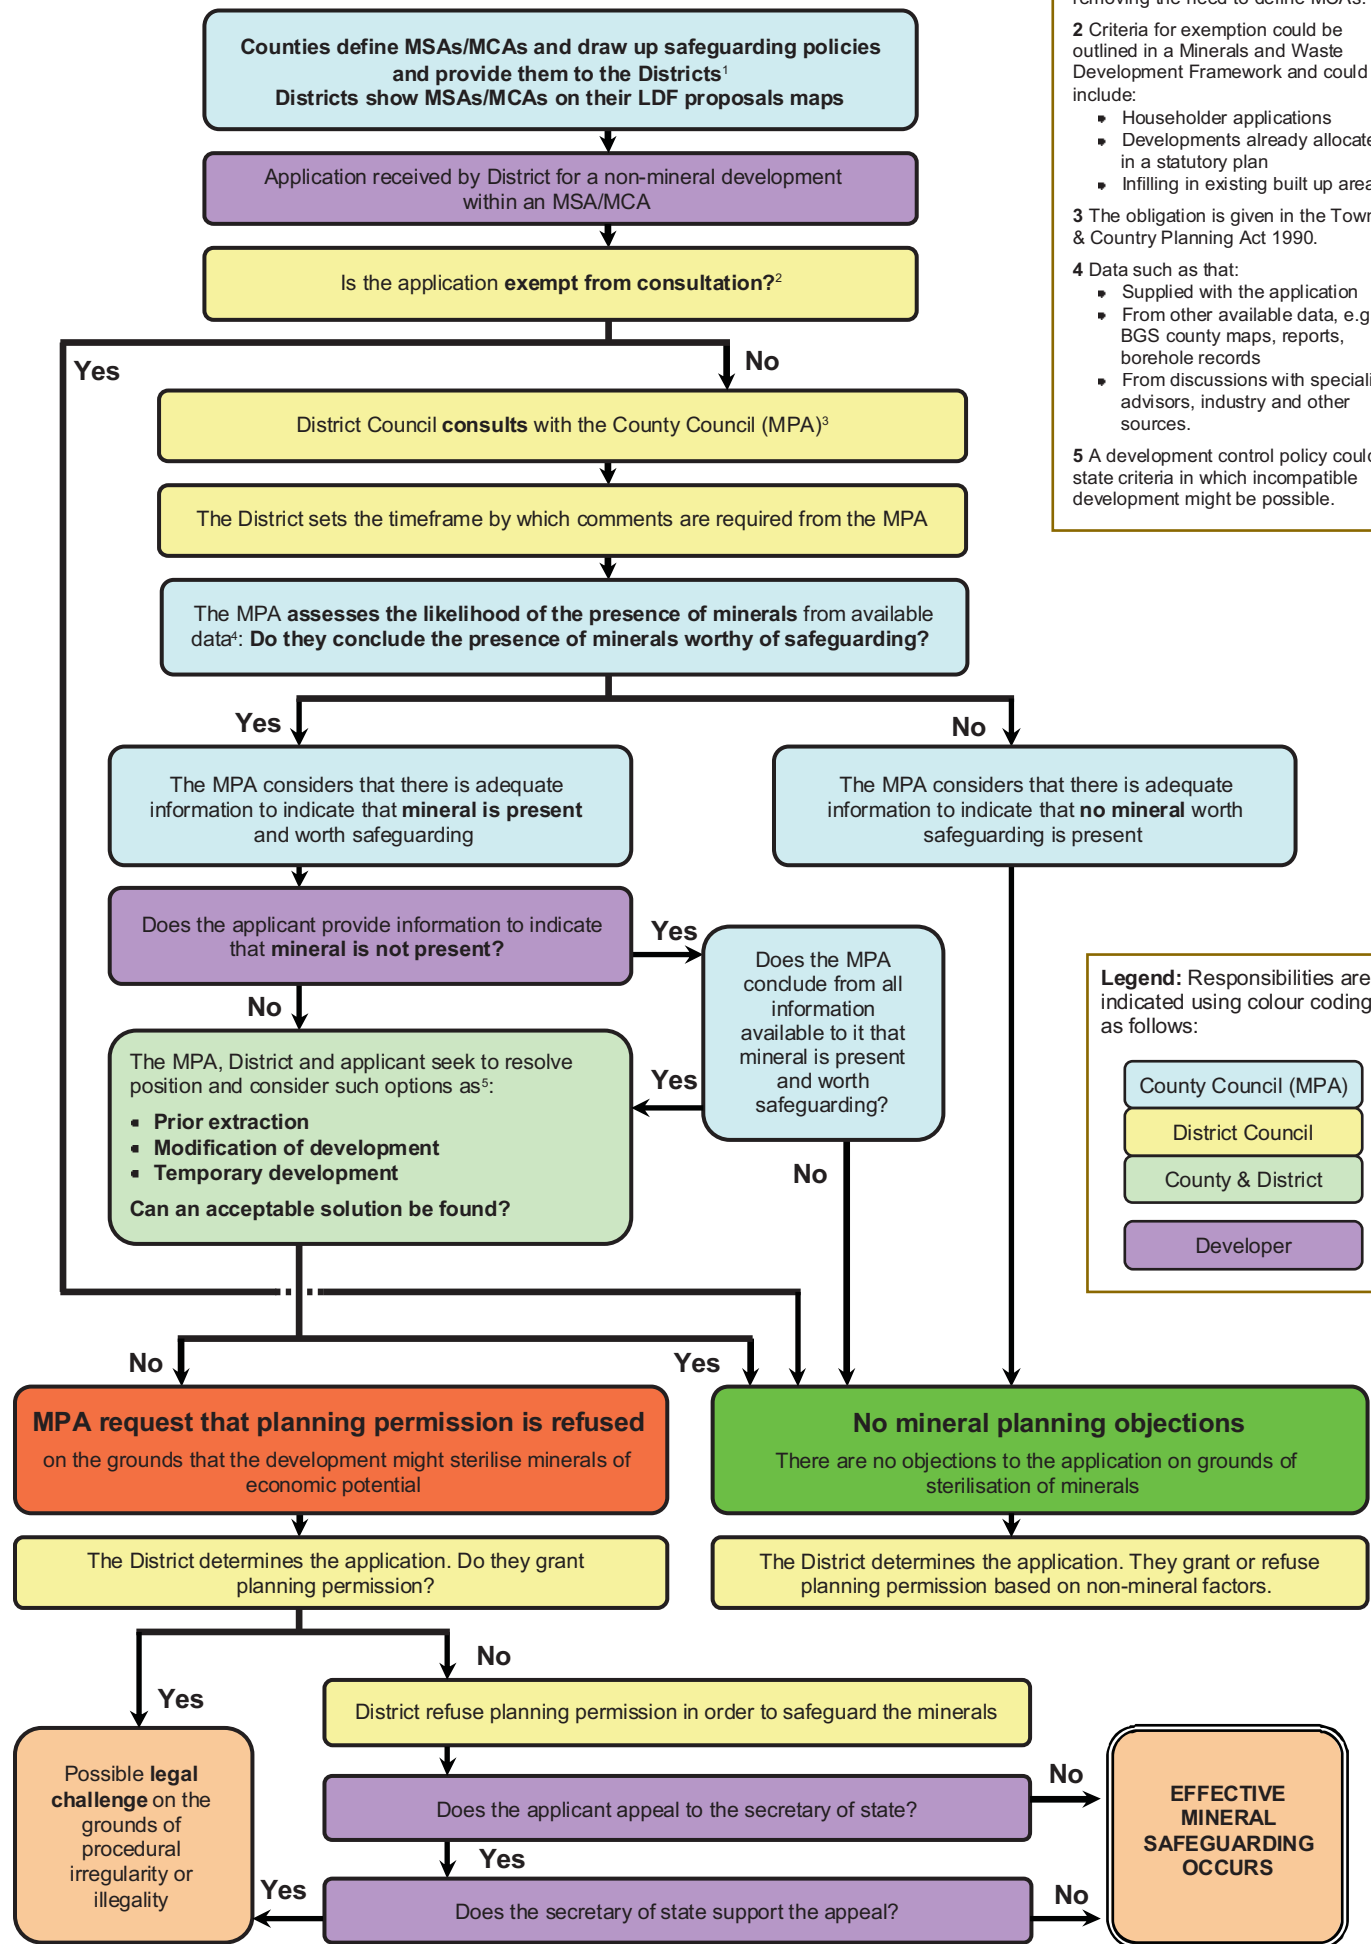 Counties define MSAs/MCAs and draw up safeguarding policies
and provide them to the Districts¹
Districts show MSAs/MCAs on their LDF proposals maps
Application received by District for a non-mineral development
within an MSA/MCA
Is the application exempt from consultation?²
Yes
No
District Council consults with the County Council (MPA)³
The District sets the timeframe by which comments are required from the MPA
The MPA assesses the likelihood of the presence of minerals from available
data⁴: Do they conclude the presence of minerals worthy of safeguarding?
Yes
No
The MPA considers that there is adequate
information to indicate that mineral is present
and worth safeguarding
The MPA considers that there is adequate
information to indicate that no mineral worth
safeguarding is present
Does the applicant provide information to indicate
that mineral is not present?
Yes
No
Does the MPA
conclude from all
information
available to it that
mineral is present
and worth
safeguarding?
Yes
No
The MPA, District and applicant seek to resolve
position and consider such options as⁵:
Prior extraction
Modification of development
Temporary development
Can an acceptable solution be found?
No
Yes
MPA request that planning permission is refused
on the grounds that the development might sterilise minerals of
economic potential
No mineral planning objections
There are no objections to the application on grounds of
sterilisation of minerals
The District determines the application. Do they grant
planning permission?
The District determines the application. They grant or refuse
planning permission based on non-mineral factors.
Yes
No
District refuse planning permission in order to safeguard the minerals
Possible legal
challenge on the
grounds of
procedural
irregularity or
illegality
Does the applicant appeal to the secretary of state?
No
Yes
Does the secretary of state support the appeal?
Yes
No
EFFECTIVE
MINERAL
SAFEGUARDING
OCCURS
removing the need to define MCAs.
2 Criteria for exemption could be
outlined in a Minerals and Waste
Development Framework and could
include:
Householder applications
Developments already allocate
in a statutory plan
Infilling in existing built up area
3 The obligation is given in the Town
& Country Planning Act 1990.
4 Data such as that:
Supplied with the application
From other available data, e.g
BGS county maps, reports,
borehole records
From discussions with speciali
advisors, industry and other
sources.
5 A development control policy could
state criteria in which incompatible
development might be possible.
Legend: Responsibilities are
indicated using colour coding
as follows:
County Council (MPA)
District Council
County & District
Developer